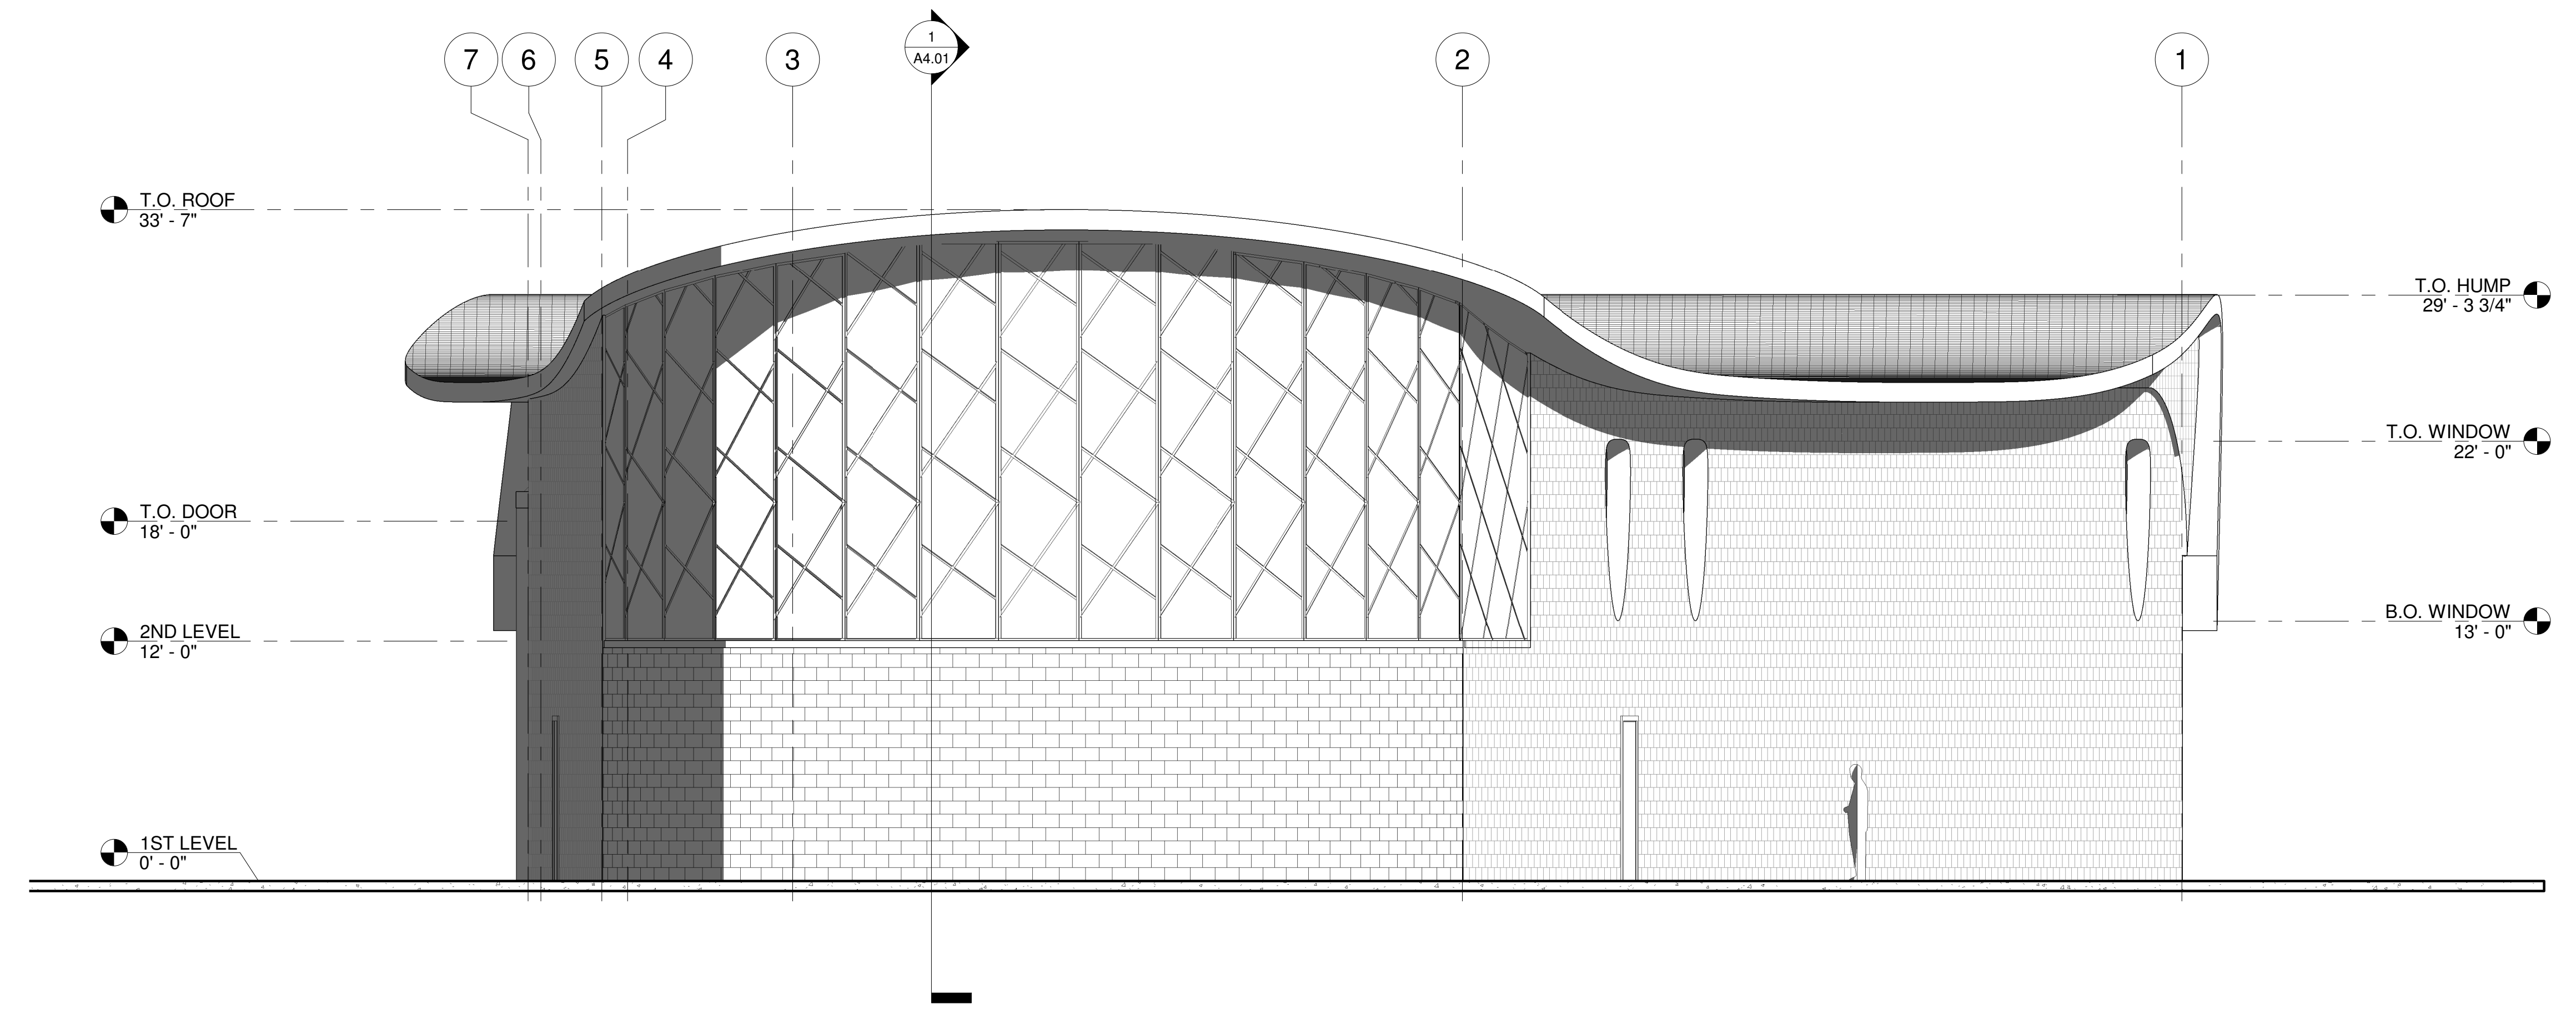 7
6
5
4
3
1
A4.01
2
1
T.O. ROOF
33' - 7"
T.O. HUMP
29' - 3 3/4"
T.O. WINDOW
22' - 0"
T.O. DOOR
18' - 0"
B.O. WINDOW
13' - 0"
2ND LEVEL
12' - 0"
1ST LEVEL
0' - 0"